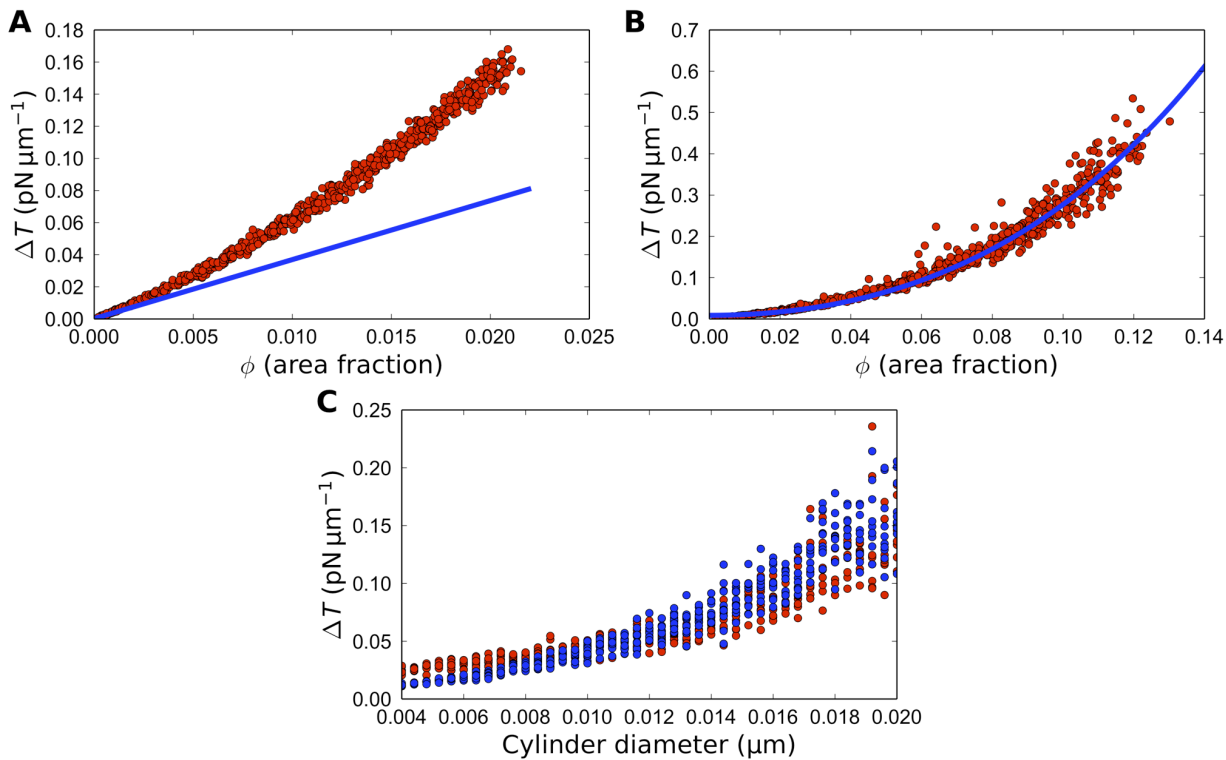 A
0.18
0.16
0.14
0.12
0.10
0.08
0.06
0.04
0.02
0.00
ΔT (pN µm⁻¹)
0.000 0.005 0.010 0.015 0.020 0.025
ϕ (area fraction)
B
0.7
0.6
0.5
0.4
0.3
0.2
0.1
0.0
ΔT (pN µm⁻¹)
0.00 0.02 0.04 0.06 0.08 0.10 0.12 0.14
ϕ (area fraction)
C
0.25
0.20
0.15
0.10
0.05
0.00
ΔT (pN µm⁻¹)
0.004 0.006 0.008 0.010 0.012 0.014 0.016 0.018 0.020
Cylinder diameter (µm)